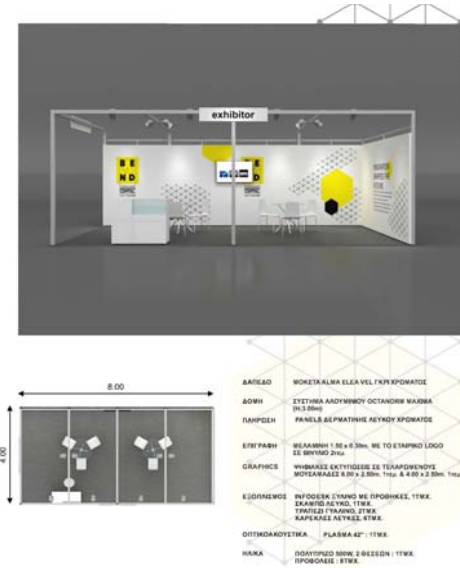 exhibitor
BE
ND
8.00
4.00
ΔΑΠΕΔΟ ΜΟΚΕΤΑ ALMA ELEA VEL ΓΚΡΙ ΧΡΩΜΑΤΟΣ
ΔΟΜΗ ΣΥΣΤΗΜΑ ΑΛΟΥΜΙΝΙΟΥ OCTANORM MAXIMA
(H.3.00m)
ΠΛΗΡΩΣΗ PANELS ΔΕΡΜΑΤΙΝΗΣ ΛΕΥΚΟΥ ΧΡΩΜΑΤΟΣ
ΕΠΙΓΡΑΦΗ ΜΕΛΑΜΙΝΗ 1.50 x 0.30m. ΜΕ ΤΟ ΕΤΑΙΡΙΚΟ LOGO
ΣΕ ΒΙΝΥΛΙΟ 2τεμ.
GRAPHICS ΨΗΦΙΑΚΕΣ ΕΚΤΥΠΩΣΕΙΣ ΣΕ ΤΕΛΑΡΩΜΕΝΟΥΣ
ΜΟΥΣΑΜΑΔΕΣ 8.00 x 2.50m. 1τεμ. & 4.00 x 2.50m. 1τεμ.
ΕΞΟΠΛΙΣΜΟΣ INFODESK ΞΥΛΙΝΟ ΜΕ ΠΡΟΘΗΚΕΣ, 1ΤΜΧ.
ΣΚΑΜΠΟ ΛΕΥΚΟ, 1ΤΜΧ.
ΤΡΑΠΕΖΙ ΓΥΑΛΙΝΟ, 2ΤΜΧ.
ΚΑΡΕΚΛΕΣ ΛΕΥΚΕΣ, 6ΤΜΧ.
ΟΠΤΙΚΟΑΚΟΥΣΤΙΚΑ PLASMA 42" : 1ΤΜΧ.
ΗΛ/ΚΑ ΠΟΛΥΠΡΙΖΟ 500W, 2 ΘΕΣΕΩΝ : 1ΤΜΧ.
ΠΡΟΒΟΛΕΙΣ : 8ΤΜΧ.